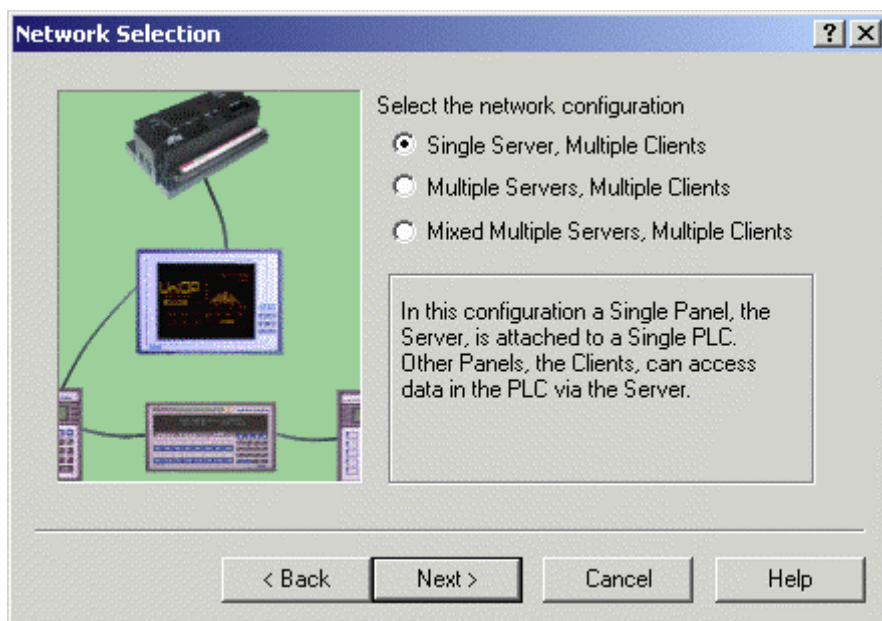 Network Selection
Select the network configuration
Single Server, Multiple Clients
Multiple Servers, Multiple Clients
Mixed Multiple Servers, Multiple Clients
UniOP
In this configuration a Single Panel, the
Server, is attached to a Single PLC.
Other Panels, the Clients, can access
data in the PLC via the Server.
< Back
Next >
Cancel
Help